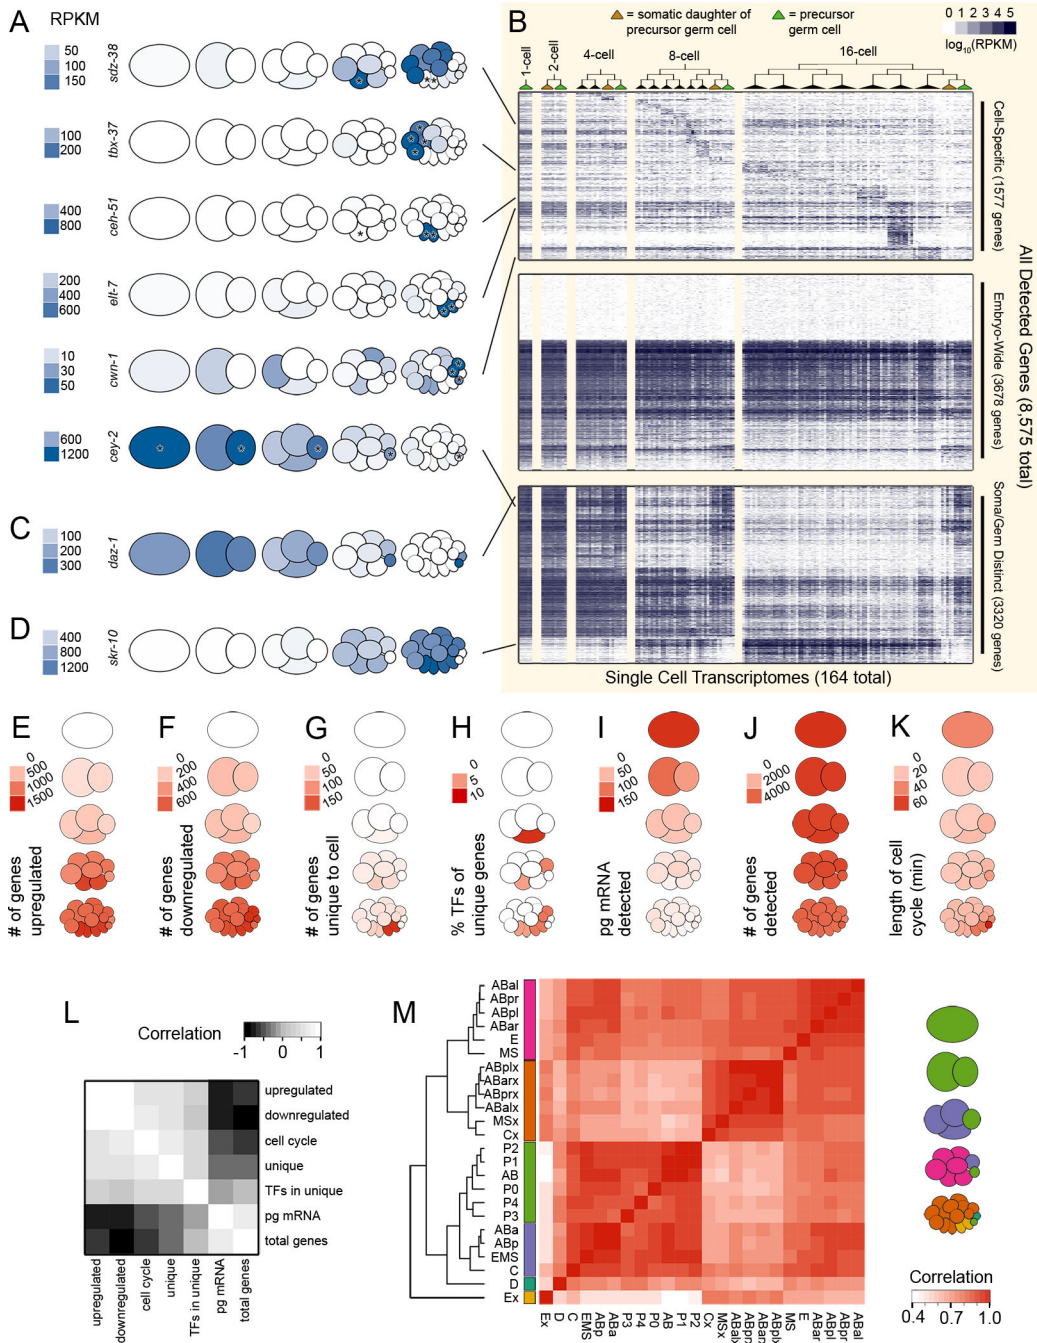 A RPKM
50
100
150
sdz-38
100
200
tbx-37
400
800
ceh-51
200
400
600
elt-7
10
30
50
cwn-1
600
1200
cey-2
C
100
200
300
daz-1
D
400
800
1200
skr-10
B
= somatic daughter of
precursor germ cell
= precursor
germ cell
0 1 2 3 4 5
log10(RPKM)
1-cell
2-cell
4-cell
8-cell
16-cell
Cell-Specific (1577 genes)
Embryo-Wide (3678 genes)
Soma/Gem Distinct (3320 genes)
All Detected Genes (8,575 total)
Single Cell Transcriptomes (164 total)
E
0
500
1000
1500
# of genes
upregulated
F
0
200
400
600
# of genes
downregulated
G
0
50
100
150
# of genes
unique to cell
H
0
5
10
% TFs of
unique genes
I
0
50
100
150
pg mRNA
detected
J
0
2000
4000
# of genes
detected
K
0
20
40
60
length of cell
cycle (min)
L
Correlation
-1 0 1
upregulated
downregulated
cell cycle
unique
TFs in unique
pg mRNA
total genes
upregulated
downregulated
cell cycle
unique
TFs in unique
pg mRNA
total genes
M
ABal
ABpr
ABpl
ABar
E
MS
ABplx
ABarx
ABprx
ABalx
MSx
Cx
P2
P1
AB
P0
P4
P3
ABa
ABp
EMS
C
D
Ex
Ex
D
C
EMS
ABp
ABa
P3
P4
P0
AB
P1
P2
Cx
MSx
ABalx
ABprx
ABarx
ABplx
MS
E
ABar
ABpl
ABpr
ABal
Correlation
0.4 0.7 1.0